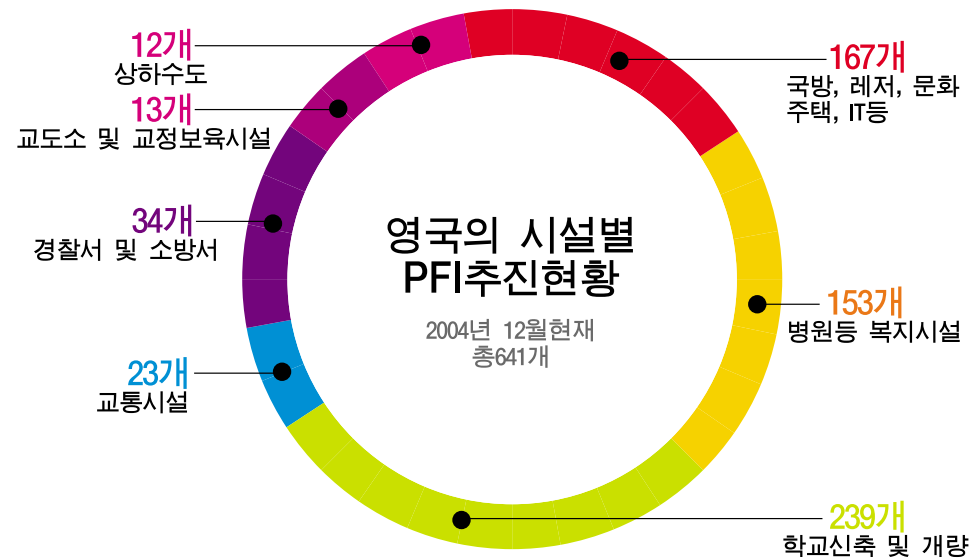 영국의 시설별
PFI추진현황
2004년 12월현재
총641개
167개
국방, 레저, 문화
주택, IT등
153개
병원등 복지시설
239개
학교신축 및 개량
23개
교통시설
34개
경찰서 및 소방서
13개
교도소 및 교정보육시설
12개
상하수도